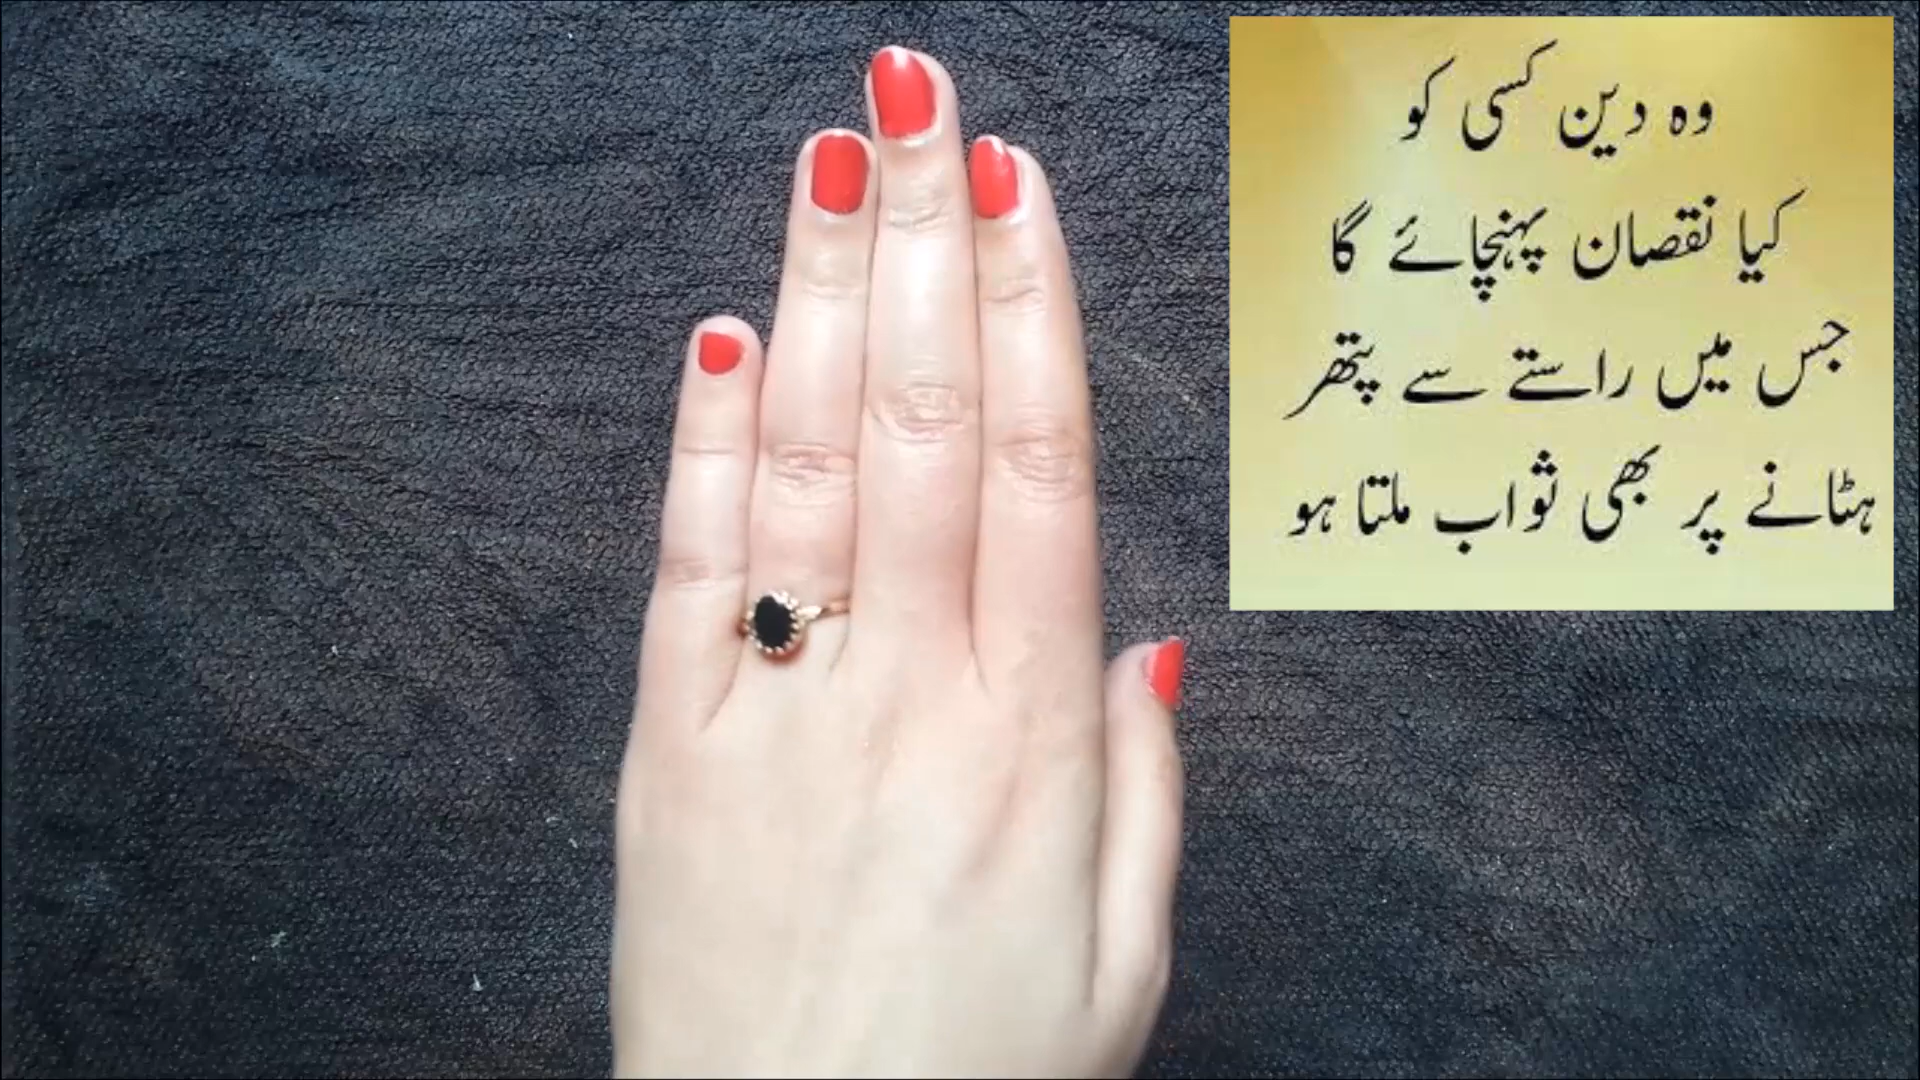 وہ دین کسی کو
کیا نقصان پہنچائے گا
جس میں راستے سے پتھر
ہٹانے پر بھی ثواب ملتا ہو